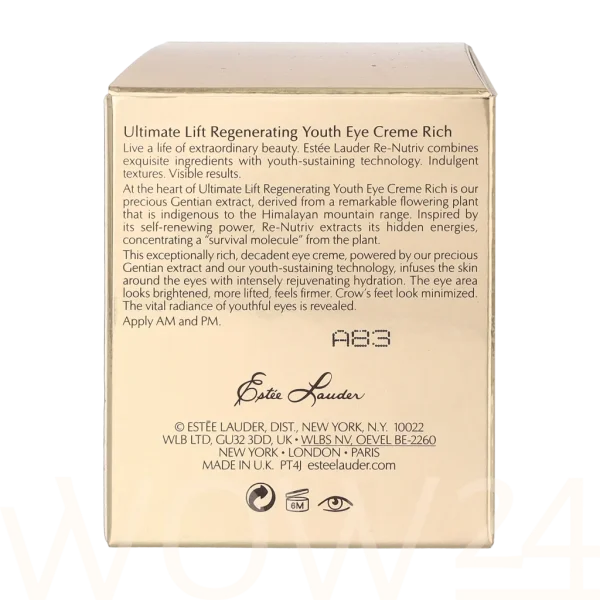 Ultimate Lift Regenerating Youth Eye Creme Rich
Live a life of extraordinary beauty. Estée Lauder Re-Nutriv combines
exquisite ingredients with youth-sustaining technology. Indulgent
textures. Visible results.
At the heart of Ultimate Lift Regenerating Youth Eye Creme Rich is our
precious Gentian extract, derived from a remarkable flowering plant
that is indigenous to the Himalayan mountain range. Inspired by
its self-renewing power, Re-Nutriv extracts its hidden energies,
concentrating a "survival molecule" from the plant.
This exceptionally rich, decadent eye creme, powered by our precious
Gentian extract and our youth-sustaining technology, infuses the skin
around the eyes with intensely rejuvenating hydration. The eye area
looks brightened, more lifted, feels firmer. Crow's feet look minimized.
The vital radiance of youthful eyes is revealed.
Apply AM and PM.
A83
Estée Lauder
© ESTÉE LAUDER, DIST., NEW YORK, N.Y. 10022
WLB LTD, GU32 3DD, UK • WLBS NV, OEVEL BE-2260
NEW YORK • LONDON • PARIS
MADE IN U.K. PT4J esteelauder.com
6M
WOW24